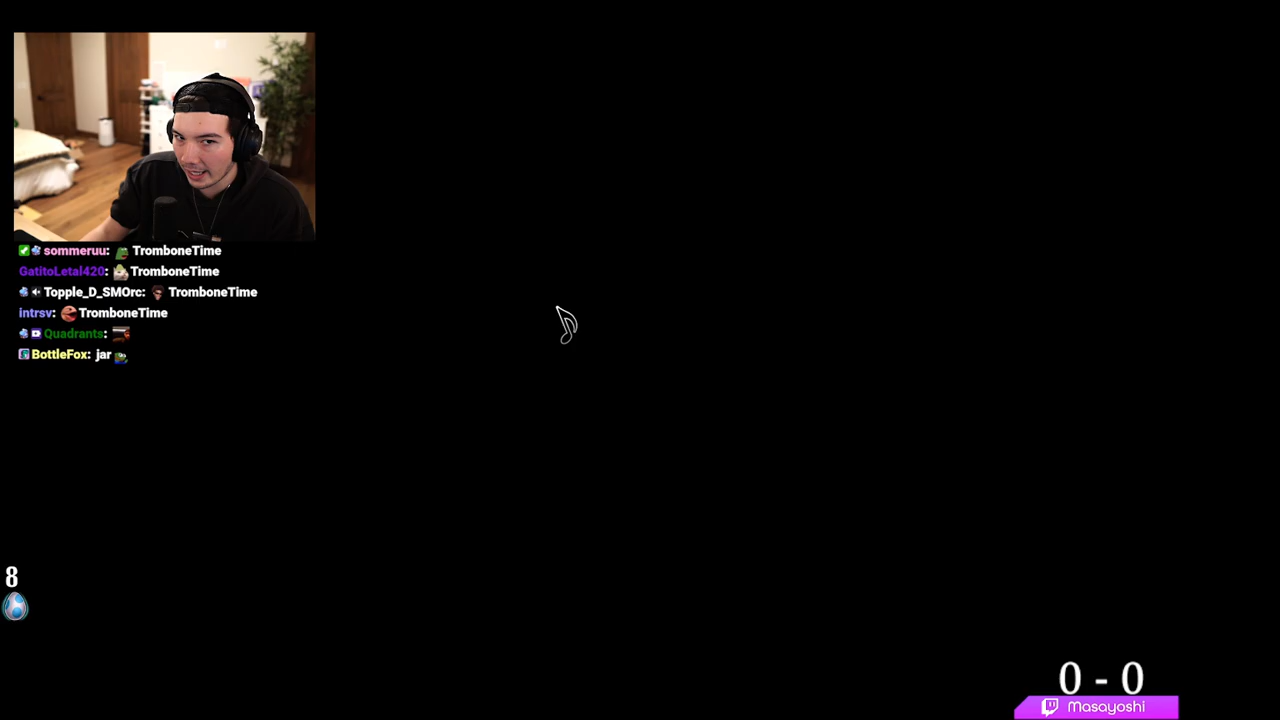 sommeruu: TromboneTime
GatitoLetal420: TromboneTime
Topple_D_SMOrc: TromboneTime
intrsv: TromboneTime
Quadrants:
BottleFox: jar
8
0 - 0
Masayoshi